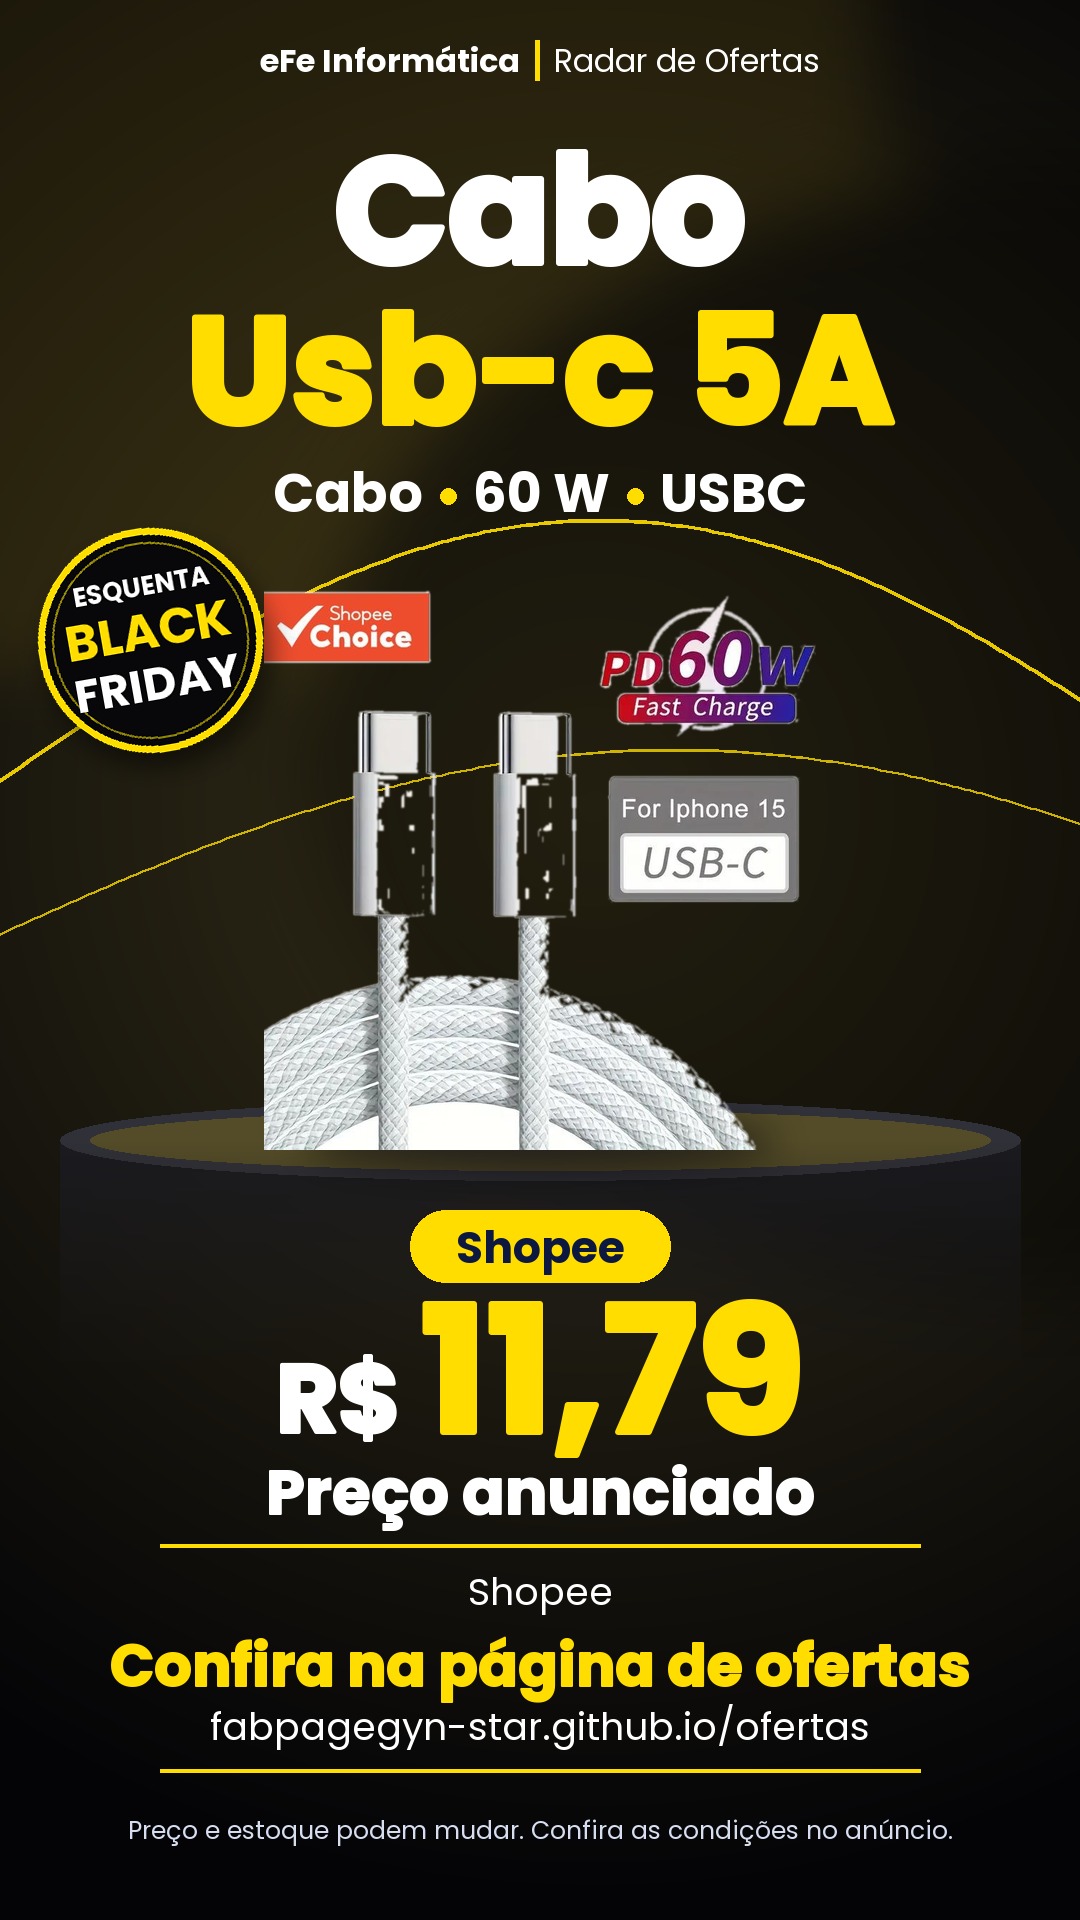 eFe Informática | Radar de Ofertas
Cabo
Usb-c 5A
Cabo • 60 W • USBC
ESQUENTA
BLACK
FRIDAY
Shopee
Choice
PD60W
Fast Charge
For Iphone 15
USB-C
Shopee
R$ 11,79
Preço anunciado
Shopee
Confira na página de ofertas
fabpagegyn-star.github.io/ofertas
Preço e estoque podem mudar. Confira as condições no anúncio.